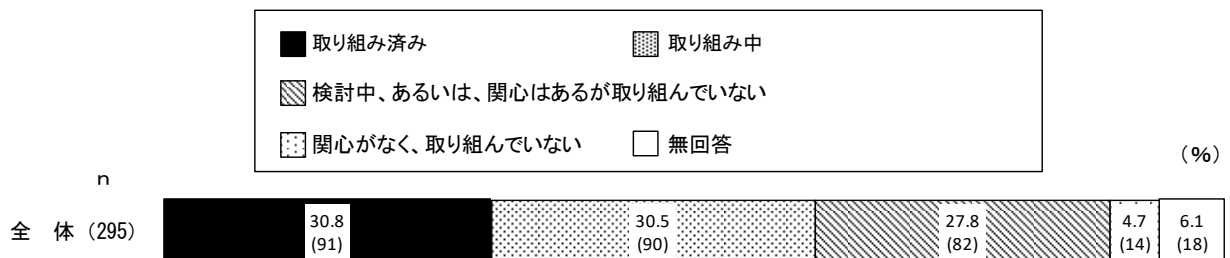 取り組み済み 取り組み中
検討中、あるいは、関心はあるが取り組んでいない
関心がなく、取り組んでいない 無回答
(%)
n
全 体 (295) 30.8 30.5 27.8 4.7 6.1
(91) (90) (82) (14) (18)